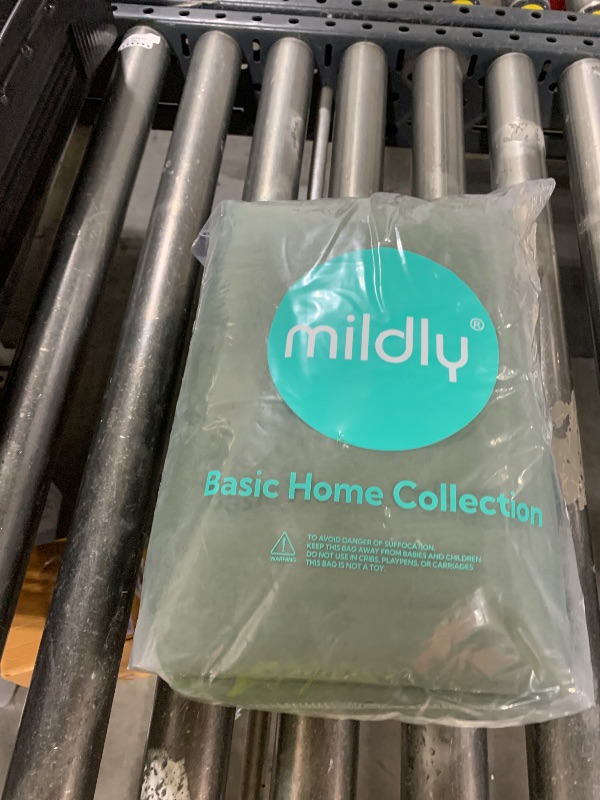 mildly®
Basic Home Collection
TO AVOID DANGER OF SUFFOCATION,
KEEP THIS BAG AWAY FROM BABIES AND CHILDREN
DO NOT USE IN CRIBS, PLAYPENS, OR CARRIAGES
THIS BAG IS NOT A TOY.
WARNING